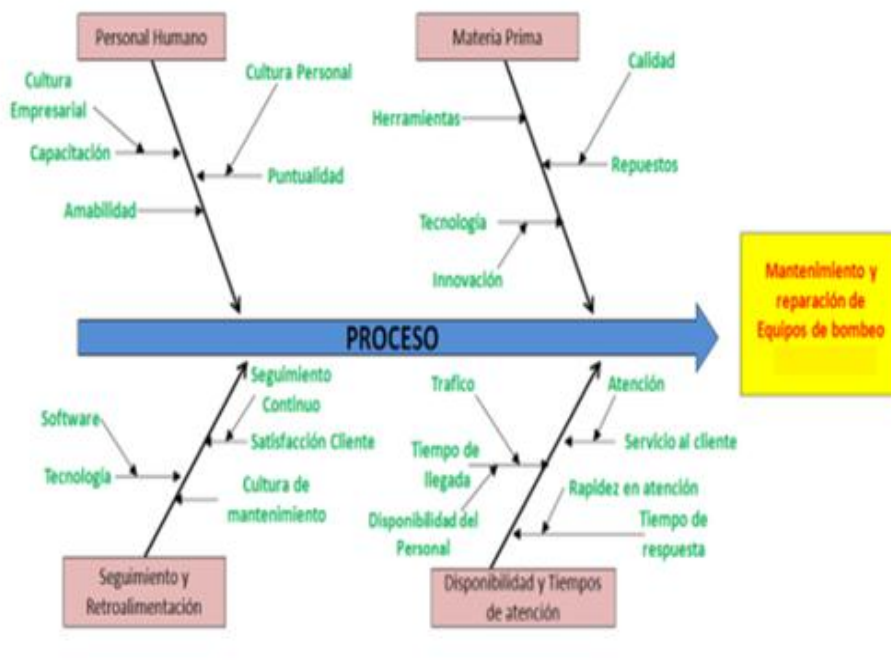 Personal Humano
Materia Prima
Cultura
Empresarial
Cultura Personal
Capacitación
Puntualidad
Amabilidad
Calidad
Herramientas
Repuestos
Tecnología
Innovación
Mantenimiento y
reparación de
Equipos de bombeo
PROCESO
Seguimiento
Continuo
Software
Satisfacción Cliente
Tecnología
Cultura de
mantenimiento
Trafico
Atención
Tiempo de
llegada
Servicio al cliente
Rapidez en atención
Disponibilidad del
Personal
Tiempo de
respuesta
Seguimiento y
Retroalimentación
Disponibilidad y Tiempos
de atención